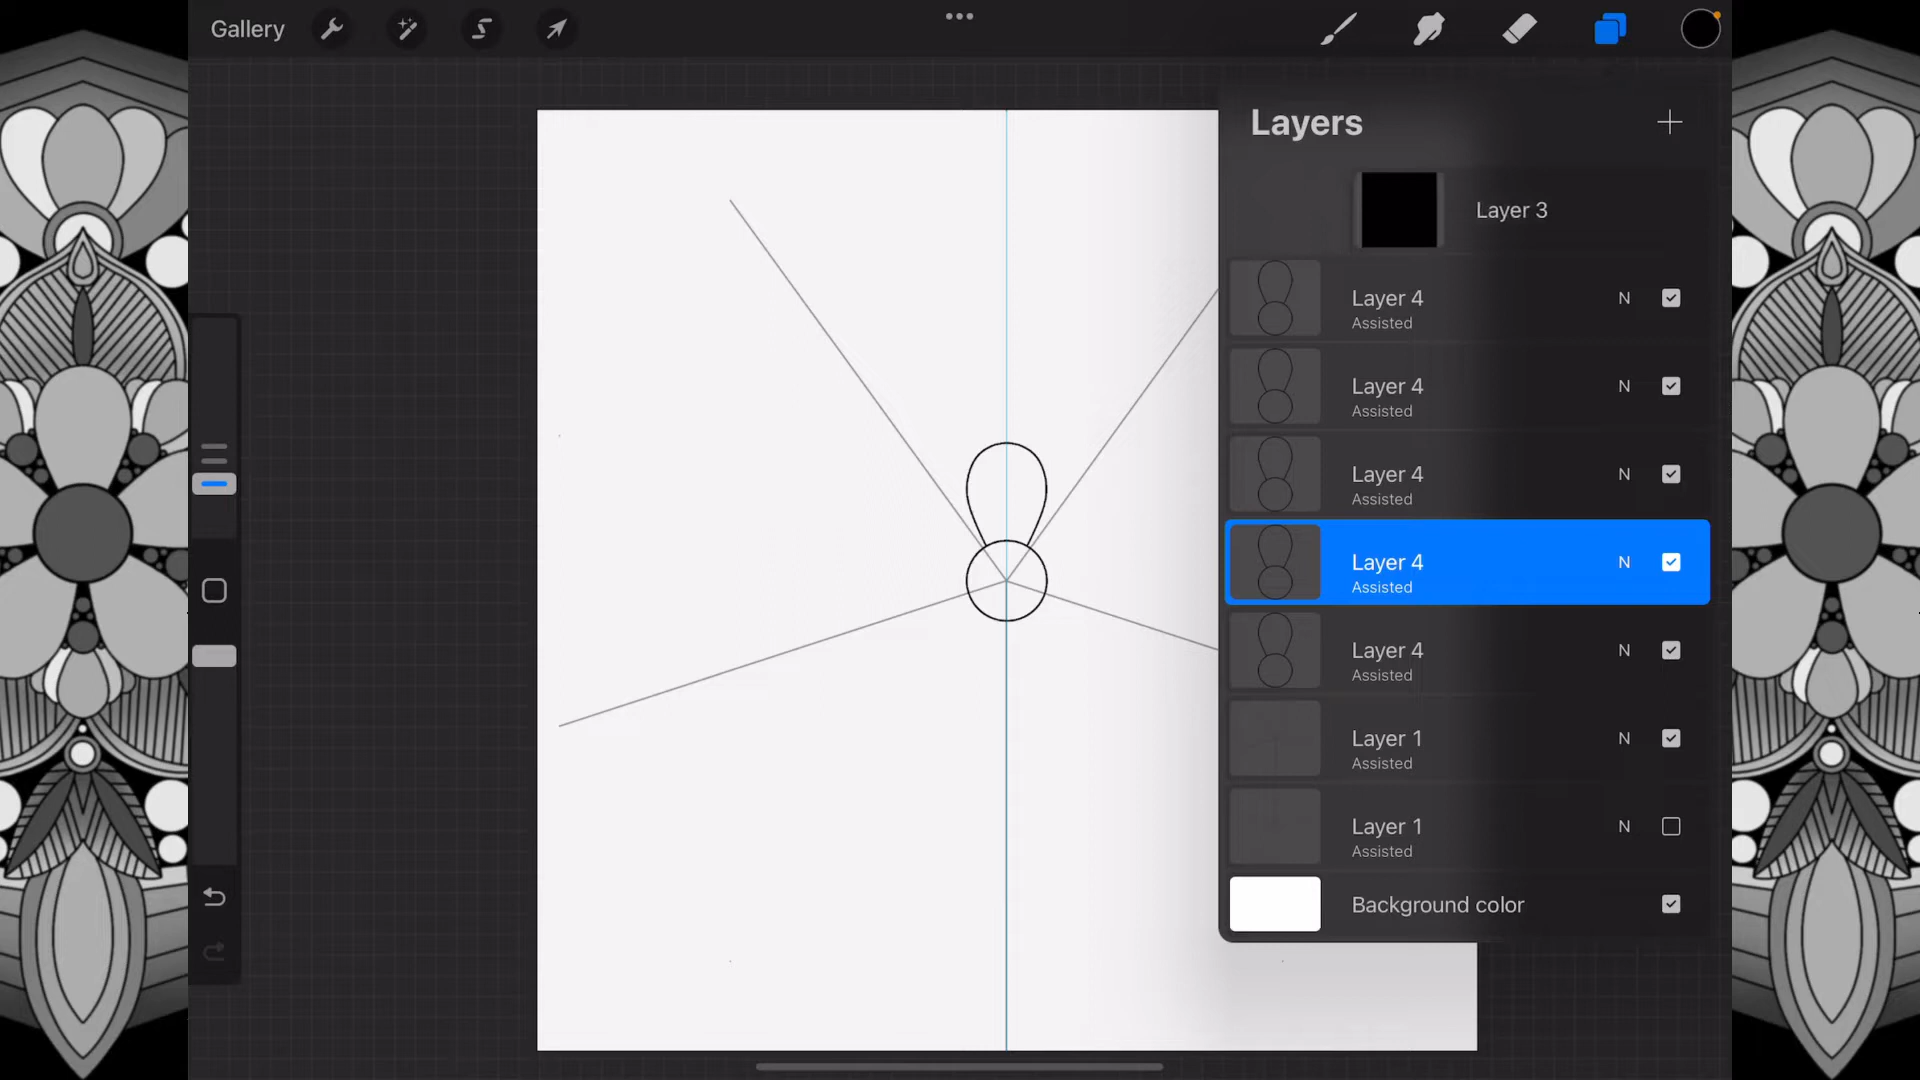 Gallery
Layers
Layer 3
Layer 4 N
Assisted
Layer 4 N
Assisted
Layer 4 N
Assisted
Layer 4 N
Assisted
Layer 4 N
Assisted
Layer 1 N
Assisted
Layer 1 N
Assisted
Background color